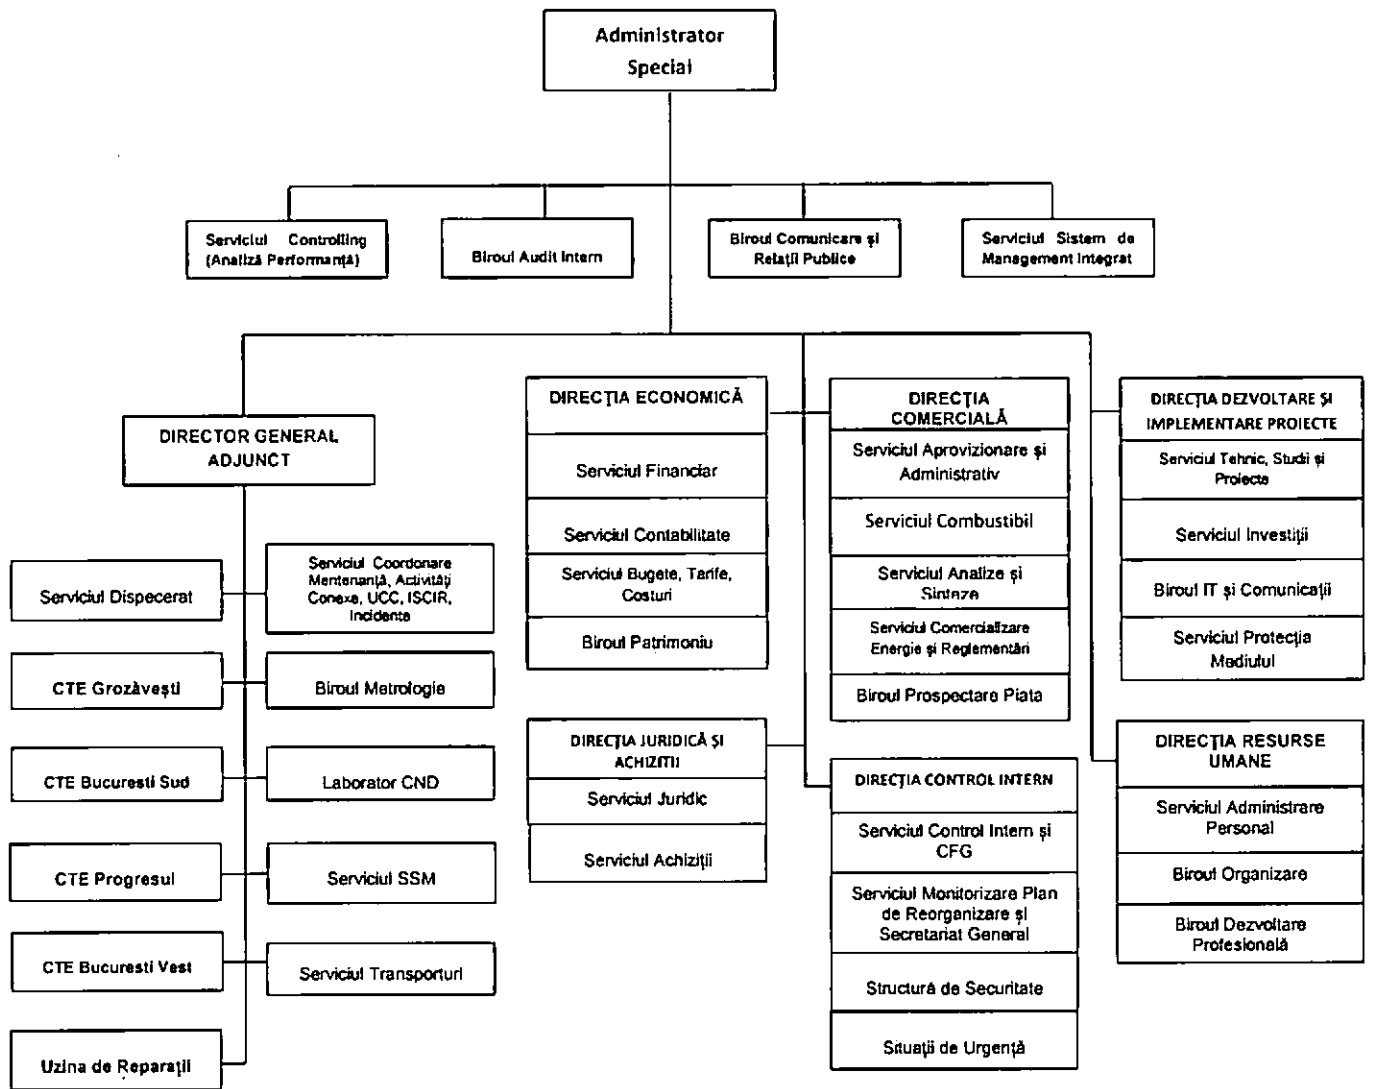 Administrator
Special
Serviciul Controlling
(Analiză Performanță)
Biroul Audit Intern
Biroul Comunicare și
Relații Publice
Serviciul Sistem de
Management Integrat
DIRECTOR GENERAL
ADJUNCT
Serviciul Dispecerat
Serviciul Coordonare
Mentenanță, Activități
Conexe, UCC, ISCIR,
Incidente
CTE Grozăvești
Biroul Metrologie
CTE Bucuresti Sud
Laborator CND
CTE Progresul
Serviciul SSM
CTE Bucuresti Vest
Serviciul Transporturi
Uzina de Reparații
DIRECȚIA ECONOMICĂ
Serviciul Financiar
Serviciul Contabilitate
Serviciul Bugete, Tarife,
Costuri
Biroul Patrimoniu
DIRECȚIA JURIDICĂ ȘI
ACHIZITII
Serviciul Juridic
Serviciul Achiziții
DIRECȚIA
COMERCIALĂ
Serviciul Aprovizionare și
Administrativ
Serviciul Combustibil
Serviciul Analize și
Sinteze
Serviciul Comercializare
Energie și Reglementări
Biroul Prospectare Piata
DIRECȚIA CONTROL INTERN
Serviciul Control Intern și
CFG
Serviciul Monitorizare Plan
de Reorganizare și
Secretariat General
Structură de Securitate
Situații de Urgență
DIRECȚIA DEZVOLTARE ȘI
IMPLEMENTARE PROIECTE
Serviciul Tehnic, Studii și
Proiecte
Serviciul Investiții
Biroul IT și Comunicații
Serviciul Protecția
Mediului
DIRECȚIA RESURSE
UMANE
Serviciul Administrare
Personal
Biroul Organizare
Biroul Dezvoltare
Profesională